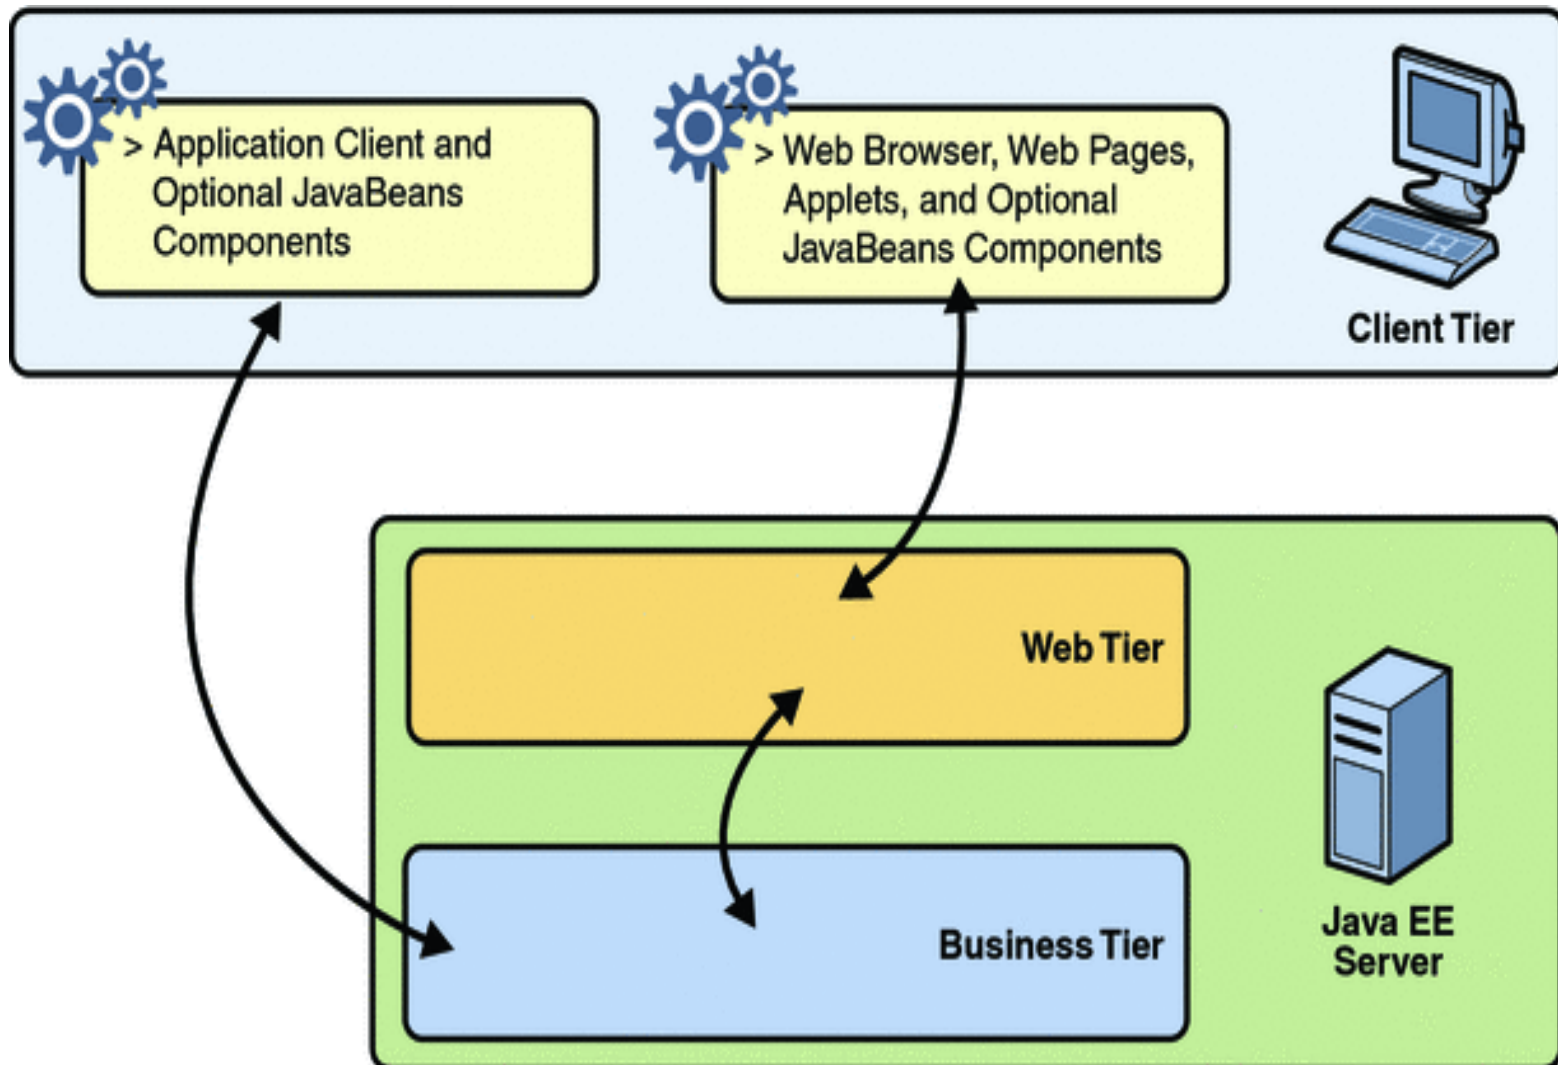 > Application Client and
Optional JavaBeans
Components
> Web Browser, Web Pages,
Applets, and Optional
JavaBeans Components
Client Tier
Web Tier
Business Tier
Java EE
Server